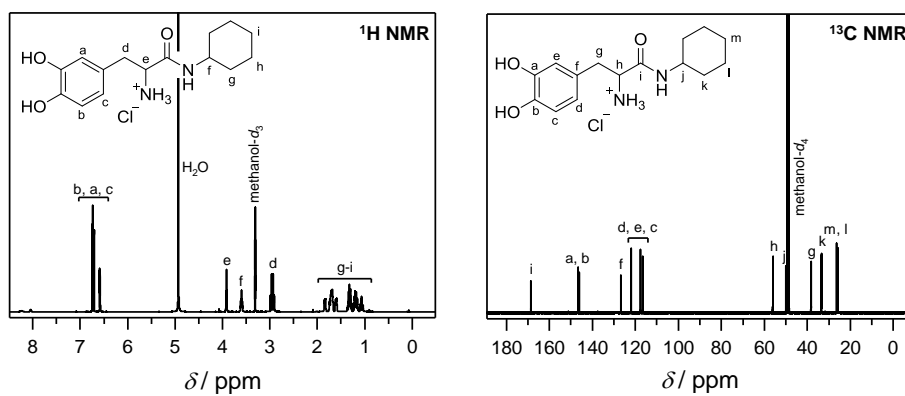 ¹H NMR
HO
HO
a
b
c
d
e
O
N
H
f
g
h
i
NH₃
+
Cl⁻
H₂O
methanol-d₃
b, a, c
e
f
d
g-i
8 7 6 5 4 3 2 1 0
δ / ppm
¹³C NMR
HO
HO
a
b
c
d
e
f
g
h
i
O
N
H
j
k
l
m
NH₃
+
Cl⁻
methanol-d₄
i
a, b
f
d, e, c
h
j
g
k
m, l
180 160 140 120 100 80 60 40 20 0
δ / ppm